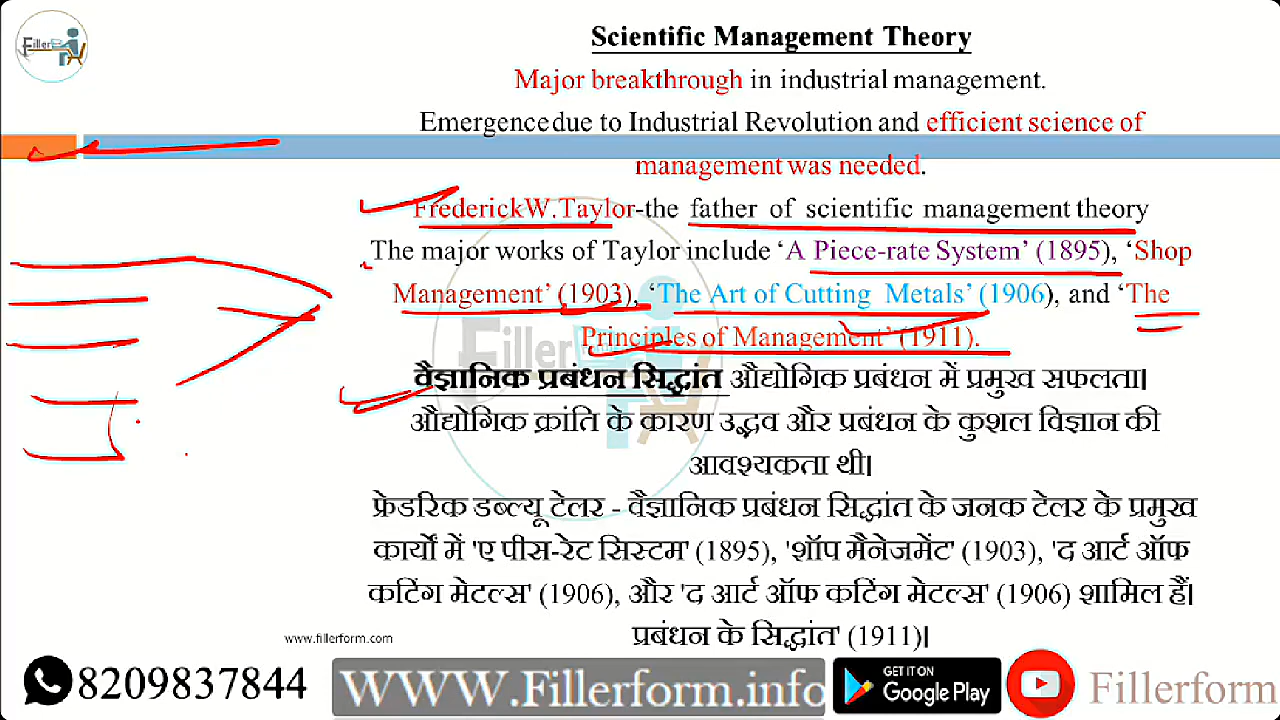 Fillerform
Scientific Management Theory
Major breakthrough in industrial management.
Emergence due to Industrial Revolution and efficient science of
management was needed.
FrederickW.Taylor-the father of scientific management theory
The major works of Taylor include ‘A Piece-rate System’ (1895), ‘Shop
Management’ (1903), ‘The Art of Cutting Metals’ (1906), and ‘The
Principles of Management’ (1911).
वैज्ञानिक प्रबंधन सिद्धांत औद्योगिक प्रबंधन में प्रमुख सफलता।
औद्योगिक क्रांति के कारण उद्भव और प्रबंधन के कुशल विज्ञान की
आवश्यकता थी।
फ्रेडरिक डब्ल्यू टेलर - वैज्ञानिक प्रबंधन सिद्धांत के जनक टेलर के प्रमुख
कार्यों में 'ए पीस-रेट सिस्टम' (1895), 'शॉप मैनेजमेंट' (1903), 'द आर्ट ऑफ
कटिंग मेटल्स' (1906), और 'द आर्ट ऑफ कटिंग मेटल्स' (1906) शामिल हैं।
प्रबंधन के सिद्धांत' (1911)।
www.fillerform.com
8209837844
WWW.Fillerform.info
GET IT ON
Google Play
Fillerform